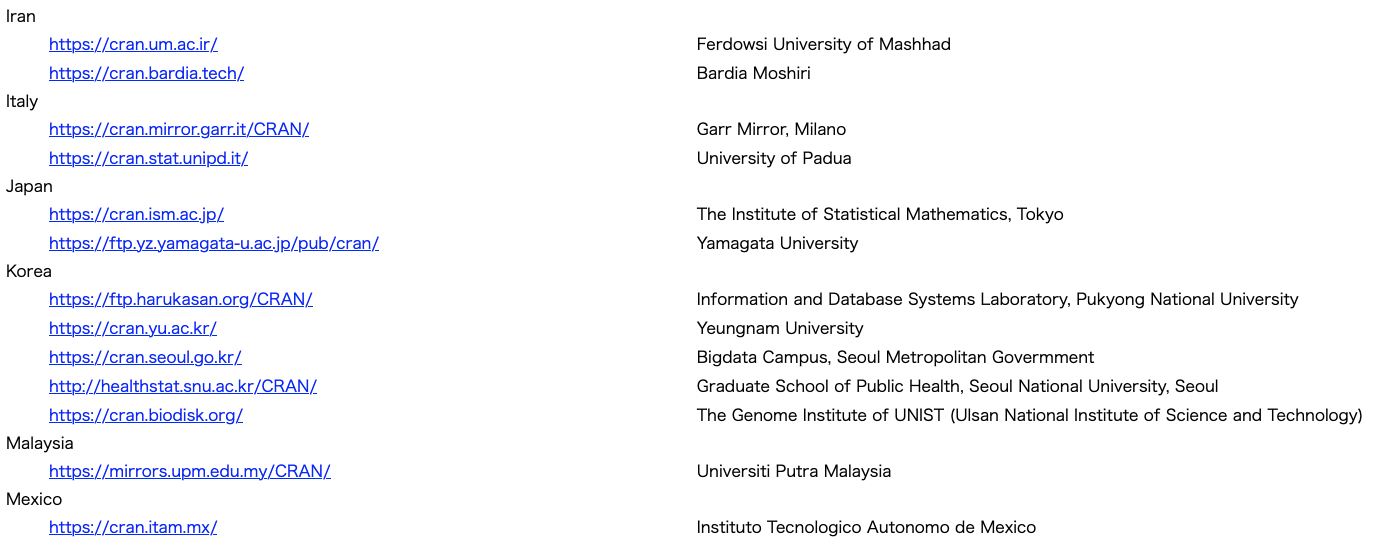 Iran
https://cran.um.ac.ir/ Ferdowsi University of Mashhad
https://cran.bardia.tech/ Bardia Moshiri
Italy
https://cran.mirror.garr.it/CRAN/ Garr Mirror, Milano
https://cran.stat.unipd.it/ University of Padua
Japan
https://cran.ism.ac.jp/ The Institute of Statistical Mathematics, Tokyo
https://ftp.yz.yamagata-u.ac.jp/pub/cran/ Yamagata University
Korea
https://ftp.harukasan.org/CRAN/ Information and Database Systems Laboratory, Pukyong National University
https://cran.yu.ac.kr/ Yeungnam University
https://cran.seoul.go.kr/ Bigdata Campus, Seoul Metropolitan Govermment
http://healthstat.snu.ac.kr/CRAN/ Graduate School of Public Health, Seoul National University, Seoul
https://cran.biodisk.org/ The Genome Institute of UNIST (Ulsan National Institute of Science and Technology)
Malaysia
https://mirrors.upm.edu.my/CRAN/ Universiti Putra Malaysia
Mexico
https://cran.itam.mx/ Instituto Tecnologico Autonomo de Mexico